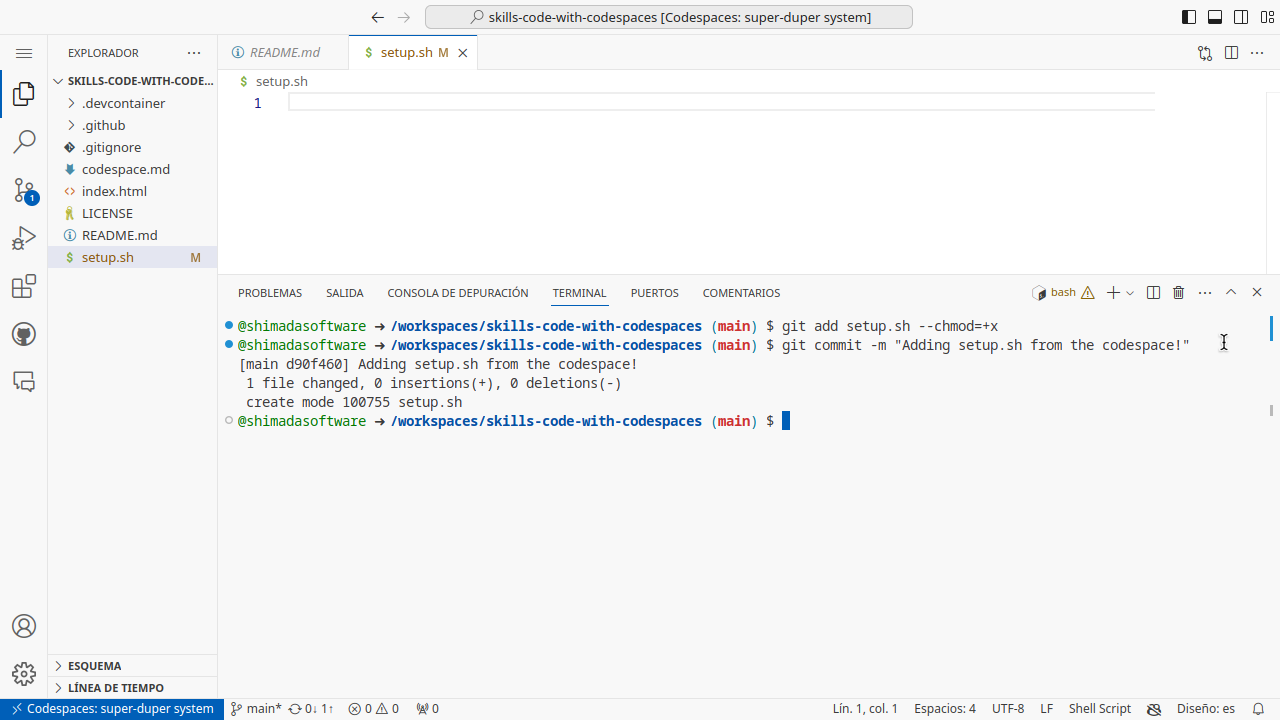 skills-code-with-codespaces [Codespaces: super-duper system]
EXPLORADOR
SKILLS-CODE-WITH-CODE...
.devcontainer
.github
.gitignore
codespace.md
index.html
LICENSE
README.md
setup.sh M
ESQUEMA
LÍNEA DE TIEMPO
1
README.md
setup.sh M
$ setup.sh
1
PROBLEMAS SALIDA CONSOLA DE DEPURACIÓN TERMINAL PUERTOS COMENTARIOS
bash
@shimadasoftware ➜ /workspaces/skills-code-with-codespaces (main) $ git add setup.sh --chmod=+x
@shimadasoftware ➜ /workspaces/skills-code-with-codespaces (main) $ git commit -m "Adding setup.sh from the codespace!"
[main d90f460] Adding setup.sh from the codespace!
1 file changed, 0 insertions(+), 0 deletions(-)
create mode 100755 setup.sh
@shimadasoftware ➜ /workspaces/skills-code-with-codespaces (main) $
Codespaces: super-duper system main* 0↓ 1↑ 0 0 0 Lín. 1, col. 1 Espacios: 4 UTF-8 LF Shell Script Diseño: es